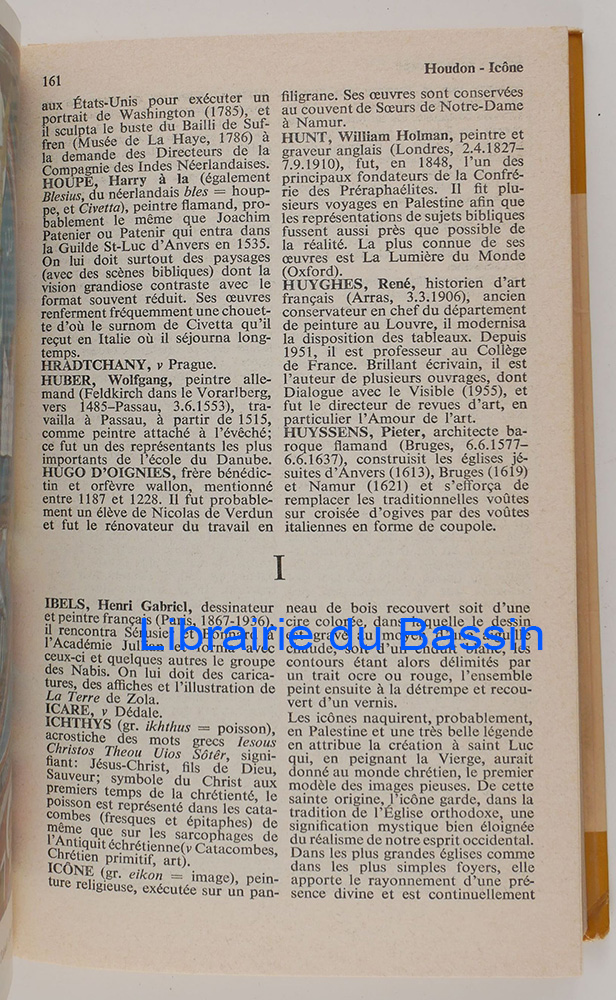 161
Houdon - Icône
aux États-Unis pour exécuter un
portrait de Washington (1785), et
il sculpta le buste du Bailli de Suf-
fren (Musée de La Haye, 1786) à
la demande des Directeurs de la
Compagnie des Indes Néerlandaises.
HOUPE, Harry à la (également
Blesius, du néerlandais bles = houp-
pe, et Civetta), peintre flamand, pro-
bablement le même que Joachim
Patenier ou Patenir qui entra dans
la Guilde St-Luc d'Anvers en 1535.
On lui doit surtout des paysages
(avec des scènes bibliques) dont la
vision grandiose contraste avec le
format souvent réduit. Ses œuvres
renferment fréquemment une chouet-
te d'où le surnom de Civetta qu'il
reçut en Italie où il séjourna long-
temps.
HRADTCHANY, v Prague.
HUBER, Wolfgang, peintre alle-
mand (Feldkirch dans le Vorarlberg,
vers 1485-Passau, 3.6.1553), tra-
vailla à Passau, à partir de 1515,
comme peintre attaché à l'évêché;
ce fut un des représentants les plus
importants de l'école du Danube.
HUGO D'OIGNIES, frère bénédic-
tin et orfèvre wallon, mentionné
entre 1187 et 1228. Il fut probable-
ment un élève de Nicolas de Verdun
et fut le rénovateur du travail en
filigrane. Ses œuvres sont conservées
au couvent de Sœurs de Notre-Dame
à Namur.
HUNT, William Holman, peintre et
graveur anglais (Londres, 2.4.1827–
7.9.1910), fut, en 1848, l'un des
principaux fondateurs de la Confré-
rie des Préraphaélites. Il fit plu-
sieurs voyages en Palestine afin que
les représentations de sujets bibliques
fussent aussi près que possible de
la réalité. La plus connue de ses
œuvres est La Lumière du Monde
(Oxford).
HUYGHES, René, historien d'art
français (Arras, 3.3.1906), ancien
conservateur en chef du département
de peinture au Louvre, il modernisa
la disposition des tableaux. Depuis
1951, il est professeur au Collège
de France. Brillant écrivain, il est
l'auteur de plusieurs ouvrages, dont
Dialogue avec le Visible (1955), et
fut le directeur de revues d'art, en
particulier l'Amour de l'art.
HUYSSENS, Pieter, architecte ba-
roque flamand (Bruges, 6.6.1577–
6.6.1637), construisit les églises jé-
suites d'Anvers (1613), Bruges (1619)
et Namur (1621) et s'efforça de
remplacer les traditionnelles voûtes
sur croisée d'ogives par des voûtes
italiennes en forme de coupole.
I
IBELS, Henri Gabriel, dessinateur
et peintre français (Paris, 1867-1936),
il rencontra Sérusier et Bonnard à
l'Académie Julian et forma avec
ceux-ci et quelques autres le groupe
des Nabis. On lui doit des carica-
tures, des affiches et l'illustration de
La Terre de Zola.
ICARE, v Dédale.
ICHTHYS (gr. ikhthus = poisson),
acrostiche des mots grecs Iesous
Christos Theou Uios Sôtêr, signi-
fiant: Jésus-Christ, fils de Dieu,
Sauveur; symbole du Christ aux
premiers temps de la chrétienté, le
poisson est représenté dans les cata-
combes (fresques et épitaphes) de
même que sur les sarcophages de
l'Antiquité chrétienne (v Catacombes,
Chrétien primitif, art).
ICÔNE (gr. eikon = image), pein-
ture religieuse, exécutée sur un pan-
neau de bois recouvert soit d'une
cire colorée, dans laquelle le dessin
est gravé au moyen d'une aiguille
chaude, soit d'un enduit, les
contours étant alors délimités par
un trait ocre ou rouge, l'ensemble
peint ensuite à la détrempe et recou-
vert d'un vernis.
Les icônes naquirent, probablement,
en Palestine et une très belle légende
en attribue la création à saint Luc
qui, en peignant la Vierge, aurait
donné au monde chrétien, le premier
modèle des images pieuses. De cette
sainte origine, l'icône garde, dans la
tradition de l'Église orthodoxe, une
signification mystique bien éloignée
du réalisme de notre esprit occidental.
Dans les plus grandes églises comme
dans les plus simples foyers, elle
apporte le rayonnement d'une pré-
sence divine et est continuellement
Librairie du Bassin